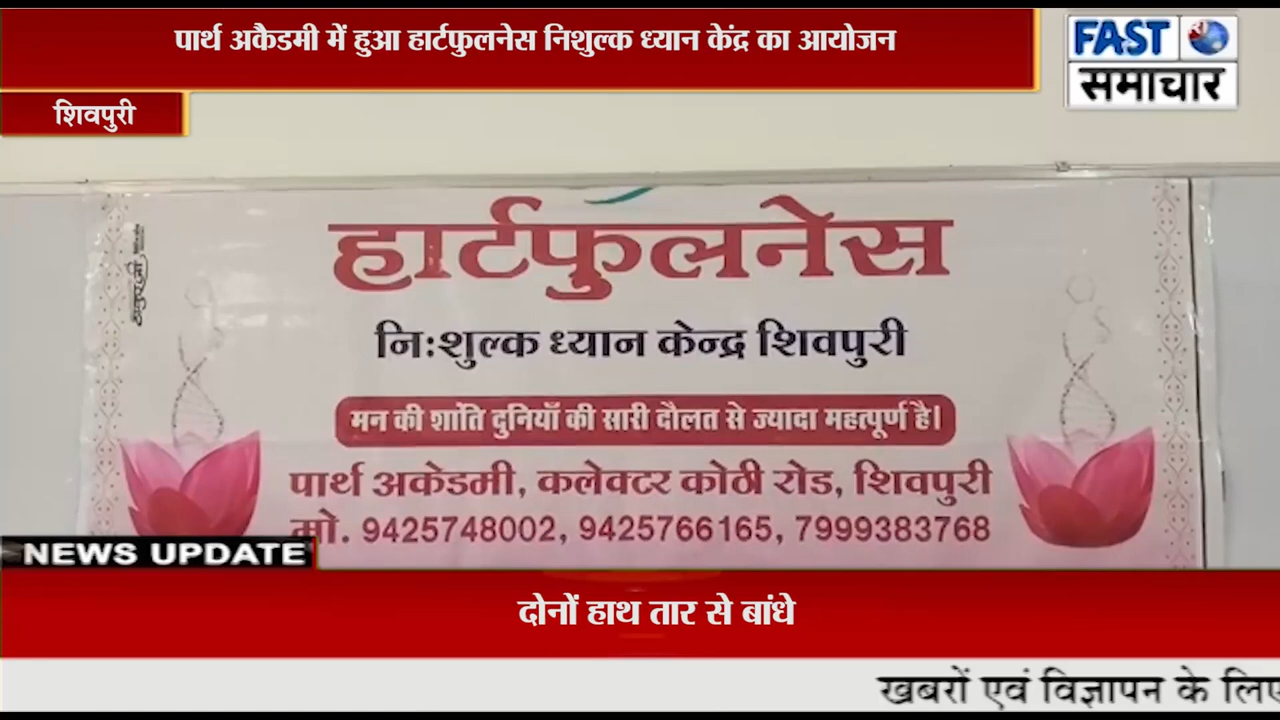 पार्थ अकैडमी में हुआ हार्टफुलनेस निशुल्क ध्यान केंद्र का आयोजन
FAST
समाचार
शिवपुरी
हार्टफुलनेस
निःशुल्क ध्यान केन्द्र शिवपुरी
मन की शांति दुनियाँ की सारी दौलत से ज्यादा महत्पूर्ण है।
पार्थ अकेडमी, कलेक्टर कोठी रोड, शिवपुरी
मो. 9425748002, 9425766165, 7999383768
NEWS UPDATE
दोनों हाथ तार से बांधे
खबरों एवं विज्ञापन के लिए